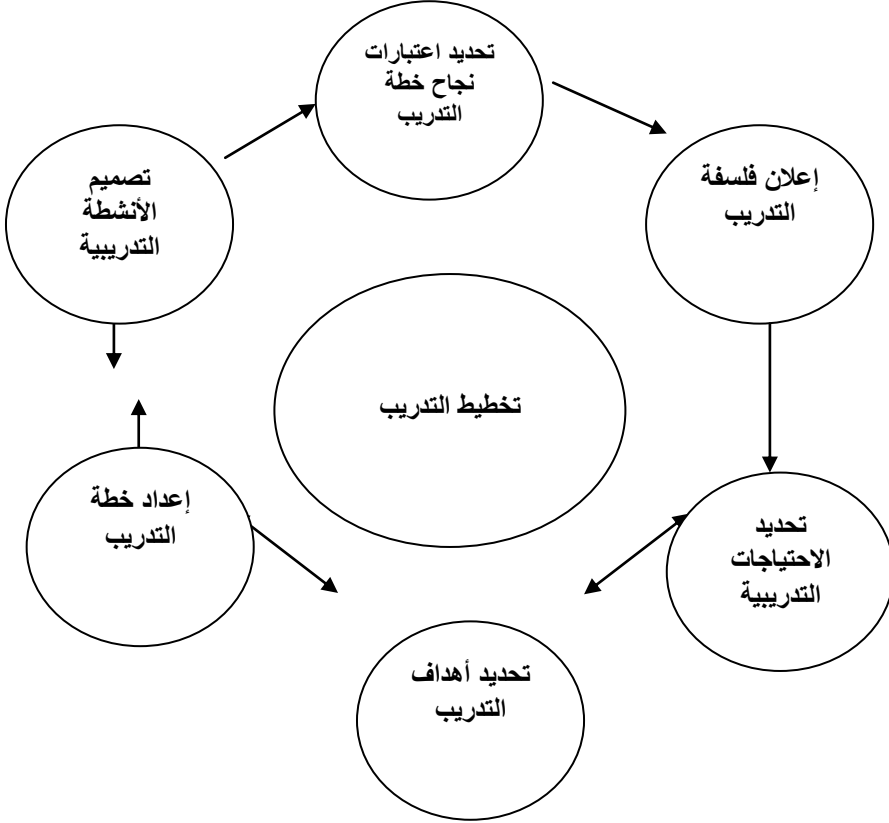 تحديد اعتبارات
نجاح خطة
التدريب
إعلان فلسفة
التدريب
تصميم
الأنشطة
التدريبية
تخطيط التدريب
إعداد خطة
التدريب
تحديد
الاحتياجات
التدريبية
تحديد أهداف
التدريب